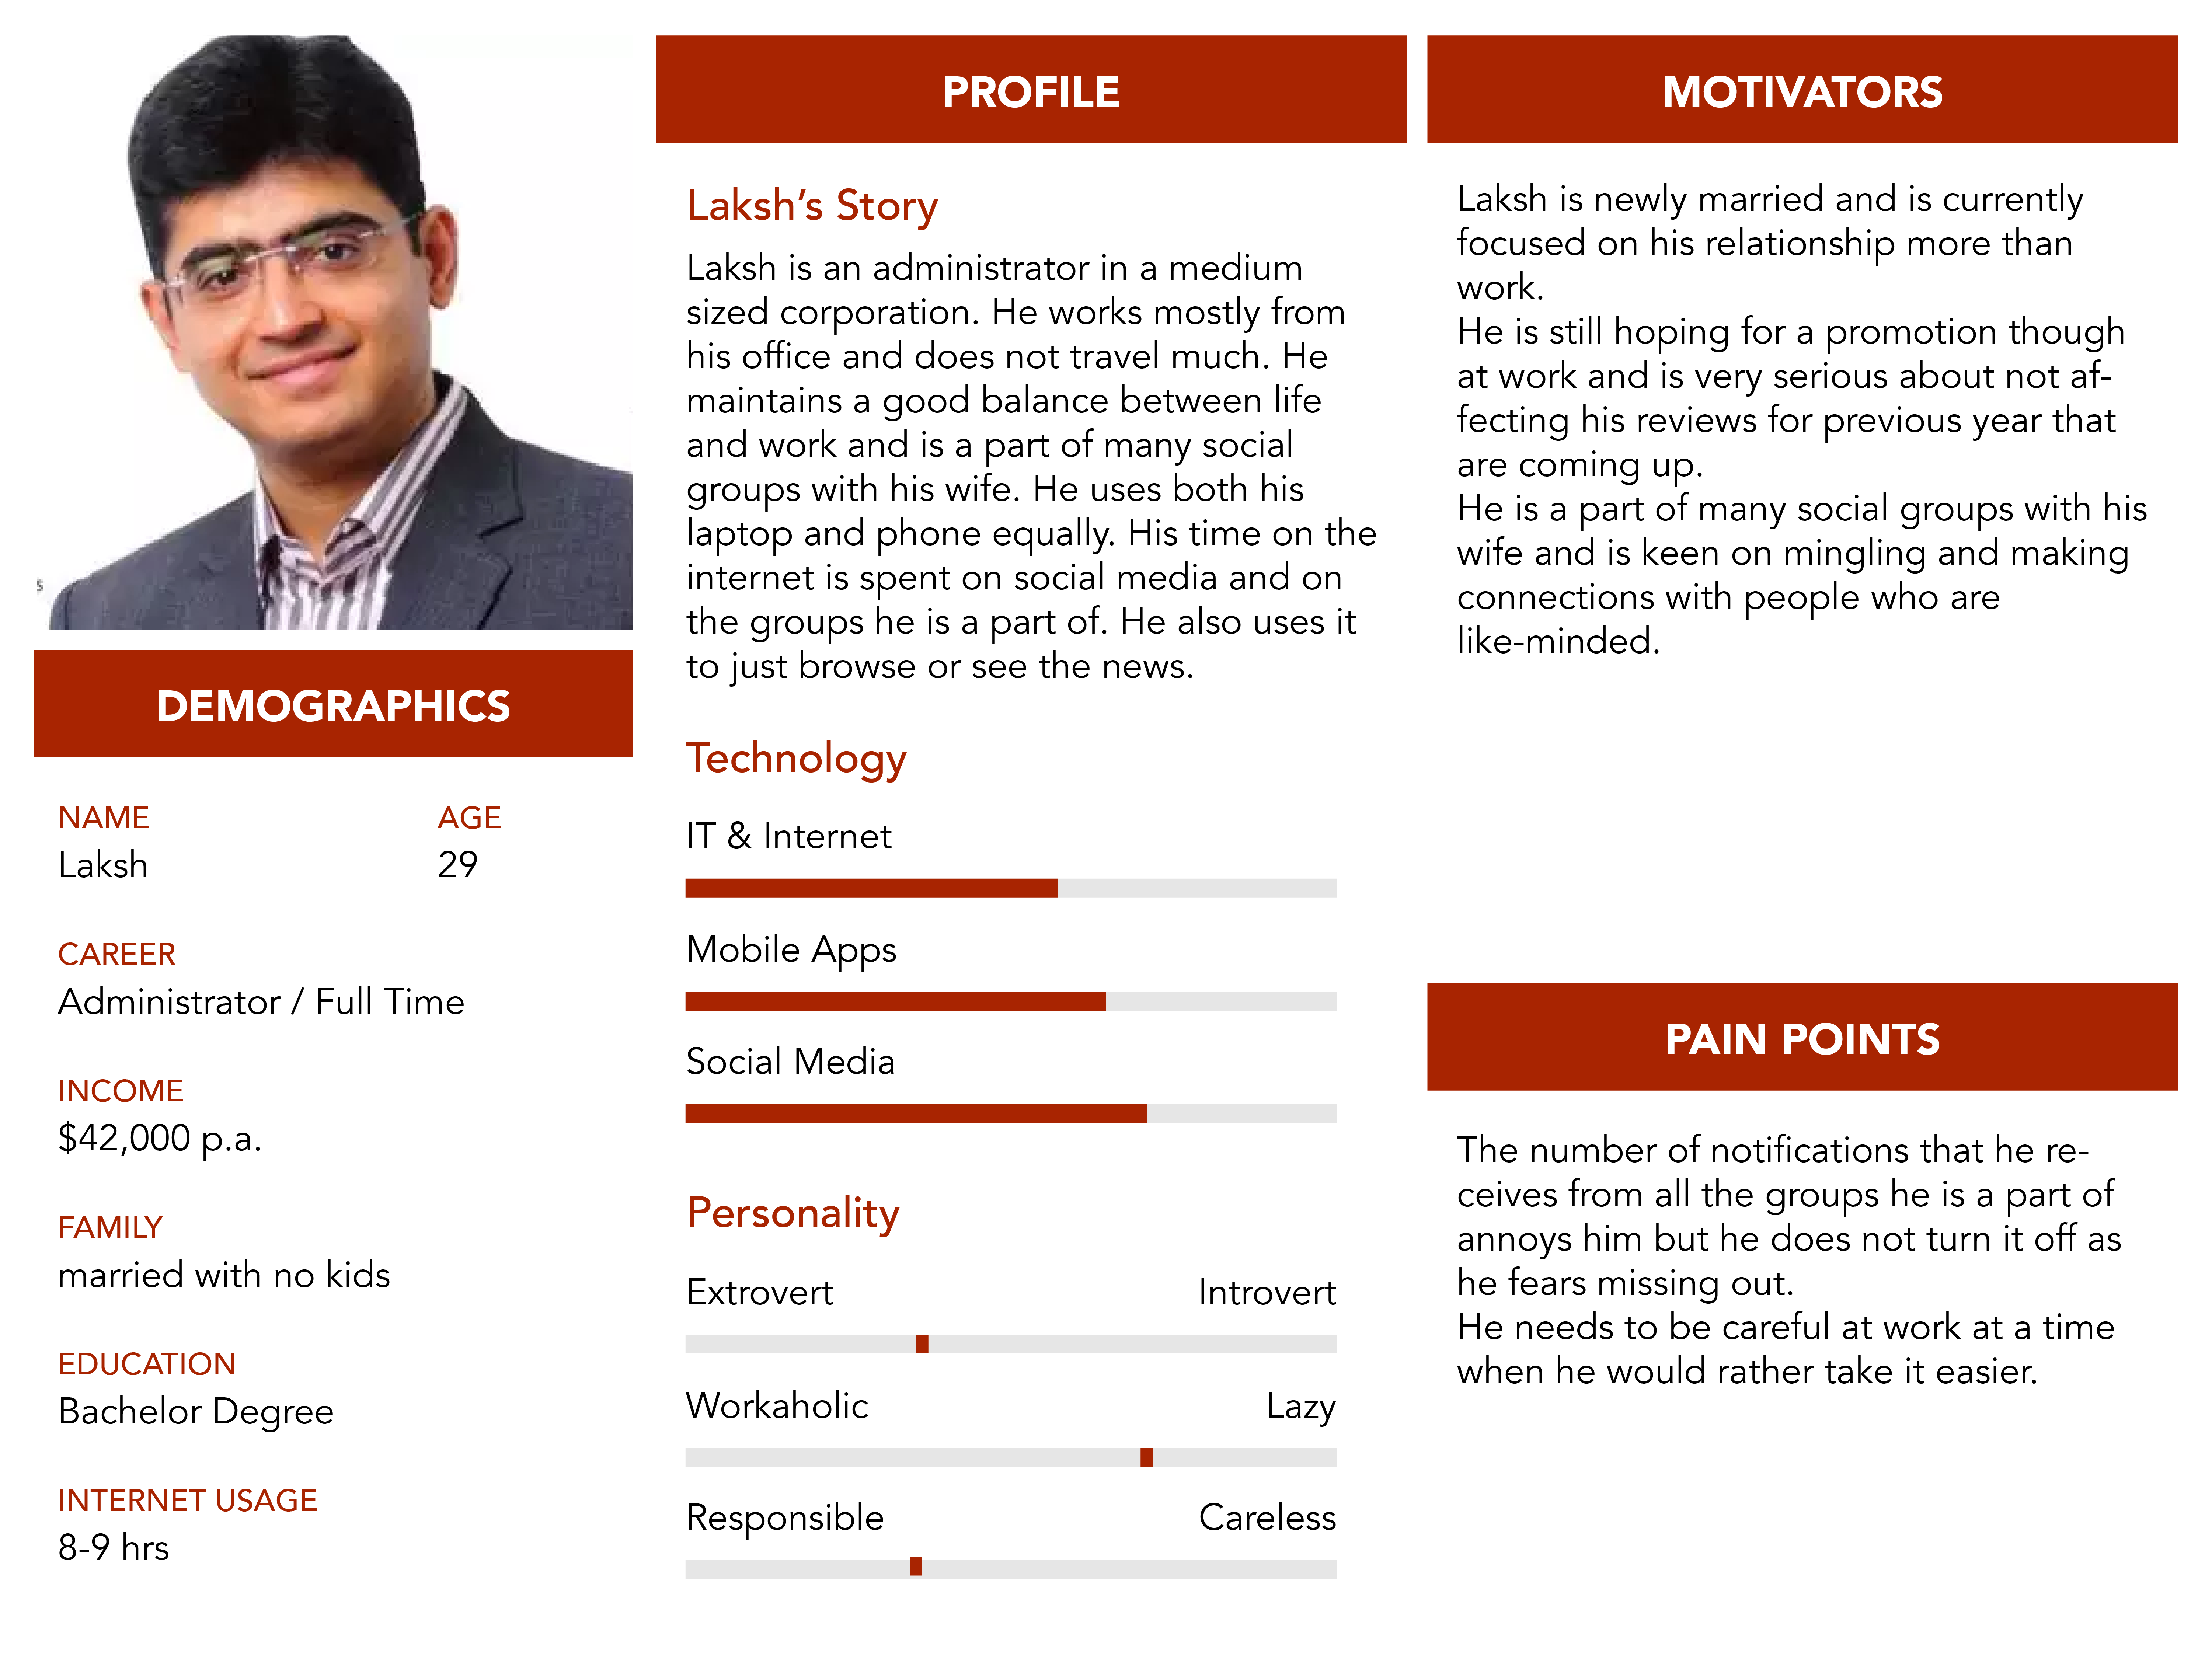 PROFILE
Laksh’s Story
Laksh is an administrator in a medium
sized corporation. He works mostly from
his office and does not travel much. He
maintains a good balance between life
and work and is a part of many social
groups with his wife. He uses both his
laptop and phone equally. His time on the
internet is spent on social media and on
the groups he is a part of. He also uses it
to just browse or see the news.
Technology
IT & Internet
Mobile Apps
Social Media
Personality
Extrovert Introvert
Workaholic Lazy
Responsible Careless
MOTIVATORS
Laksh is newly married and is currently
focused on his relationship more than
work.
He is still hoping for a promotion though
at work and is very serious about not af-
fecting his reviews for previous year that
are coming up.
He is a part of many social groups with his
wife and is keen on mingling and making
connections with people who are
like-minded.
PAIN POINTS
The number of notifications that he re-
ceives from all the groups he is a part of
annoys him but he does not turn it off as
he fears missing out.
He needs to be careful at work at a time
when he would rather take it easier.
s
DEMOGRAPHICS
NAME AGE
Laksh 29
CAREER
Administrator / Full Time
INCOME
$42,000 p.a.
FAMILY
married with no kids
EDUCATION
Bachelor Degree
INTERNET USAGE
8-9 hrs